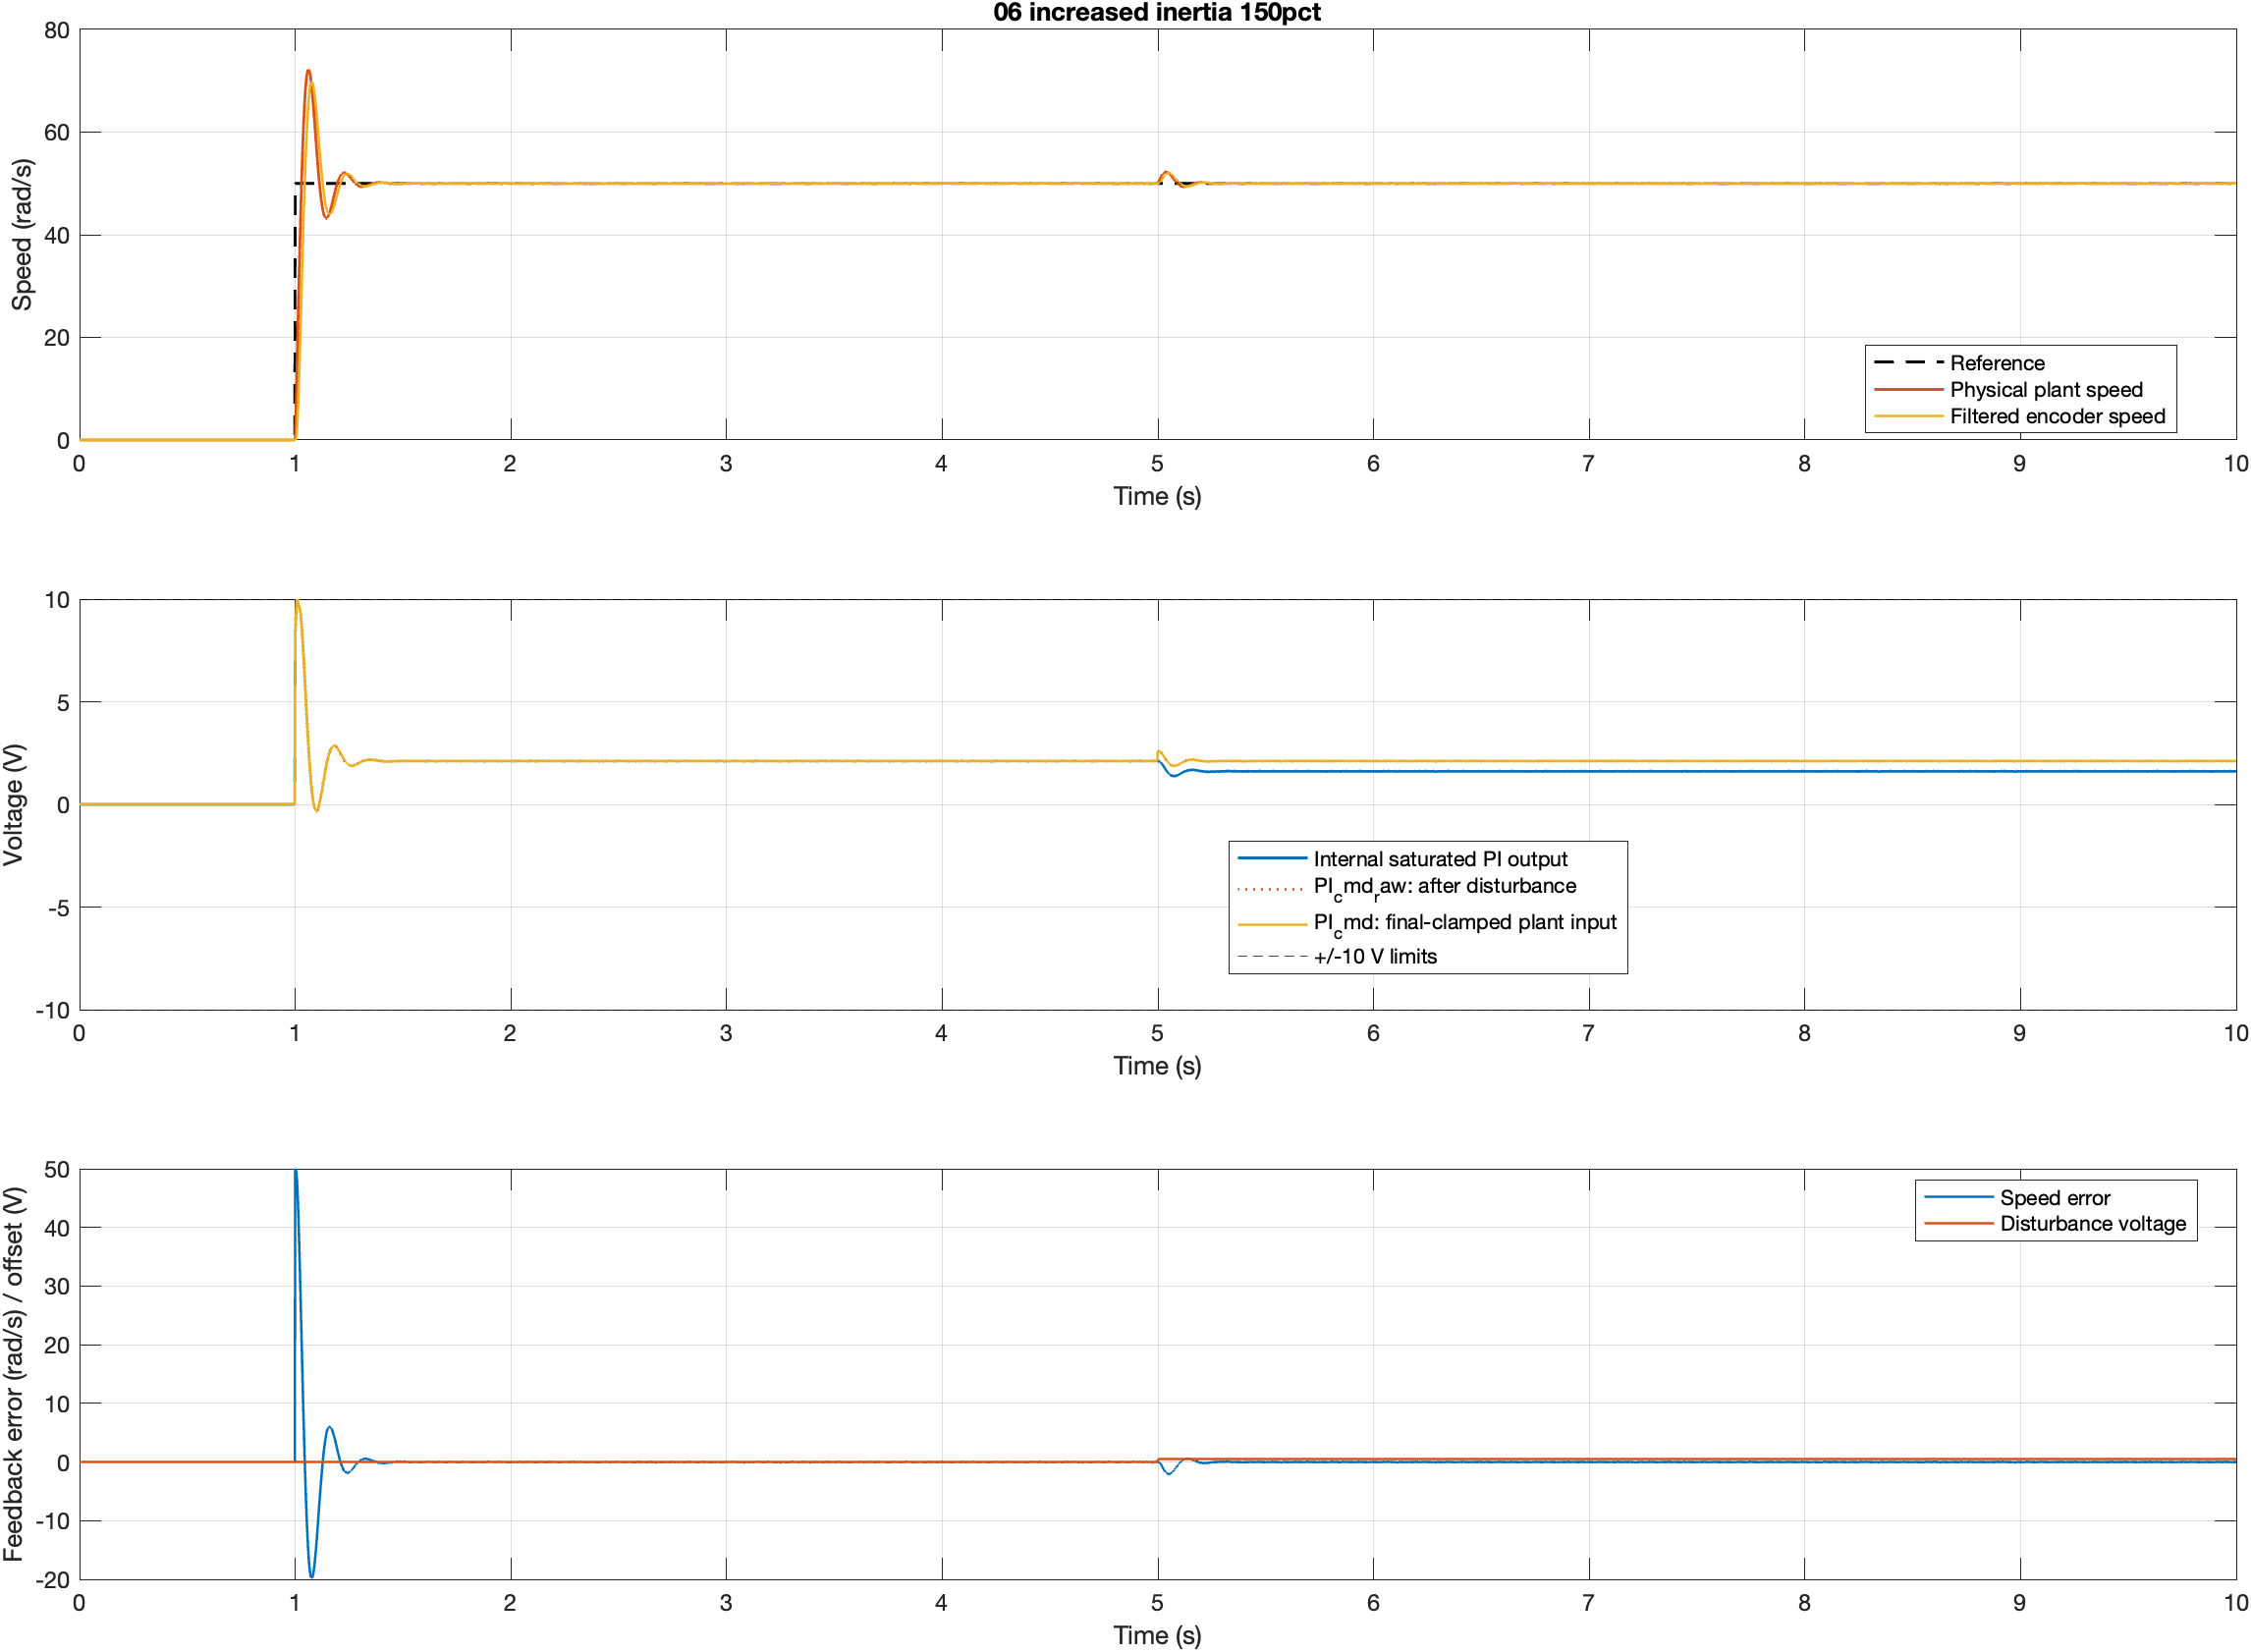 06 increased inertia 150pct
80
60
40
20
0
Speed (rad/s)
0 1 2 3 4 5 6 7 8 9 10
Time (s)
Reference
Physical plant speed
Filtered encoder speed
10
5
0
-5
-10
Voltage (V)
0 1 2 3 4 5 6 7 8 9 10
Time (s)
Internal saturated PI output
PI_cmd_raw: after disturbance
PI_cmd: final-clamped plant input
+/-10 V limits
50
40
30
20
10
0
-10
-20
Feedback error (rad/s) / offset (V)
0 1 2 3 4 5 6 7 8 9 10
Time (s)
Speed error
Disturbance voltage